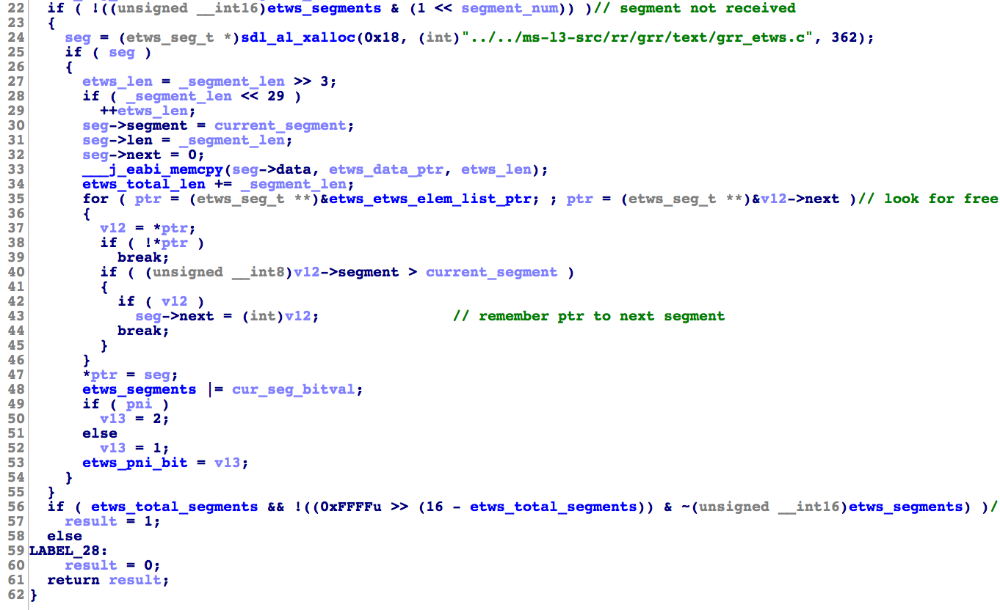 22 if ( !((unsigned __int16)etws_segments & (1 << segment_num)) )// segment not received
23 {
24 seg = (etws_seg_t *)sdl_al_xalloc(0x18, (int)"../../ms-l3-src/rr/grr/text/grr_etws.c", 362);
25 if ( seg )
26 {
27 etws_len = _segment_len >> 3;
28 if ( _segment_len << 29 )
29 ++etws_len;
30 seg->segment = current_segment;
31 seg->len = _segment_len;
32 seg->next = 0;
33 ___j_eabi_memcpy(seg->data, etws_data_ptr, etws_len);
34 etws_total_len += _segment_len;
35 for ( ptr = (etws_seg_t **)&etws_etws_elem_list_ptr; ; ptr = (etws_seg_t **)&v12->next )// look for free
36 {
37 v12 = *ptr;
38 if ( !*ptr )
39 break;
40 if ( (unsigned __int8)v12->segment > current_segment )
41 {
42 if ( v12 )
43 seg->next = (int)v12; // remember ptr to next segment
44 break;
45 }
46 }
47 *ptr = seg;
48 etws_segments |= cur_seg_bitval;
49 if ( pni )
50 v13 = 2;
51 else
52 v13 = 1;
53 etws_pni_bit = v13;
54 }
55 }
56 if ( etws_total_segments && !((0xFFFFu >> (16 - etws_total_segments)) & ~(unsigned __int16)etws_segments) )/
57 result = 1;
58 else
59 LABEL_28:
60 result = 0;
61 return result;
62 }